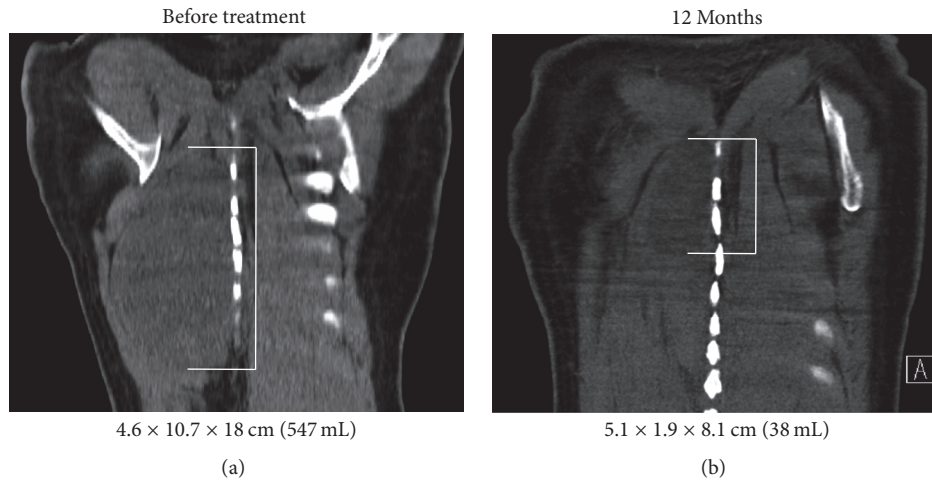 Before treatment
12 Months
A
4.6 × 10.7 × 18 cm (547 mL)
5.1 × 1.9 × 8.1 cm (38 mL)
(a)
(b)